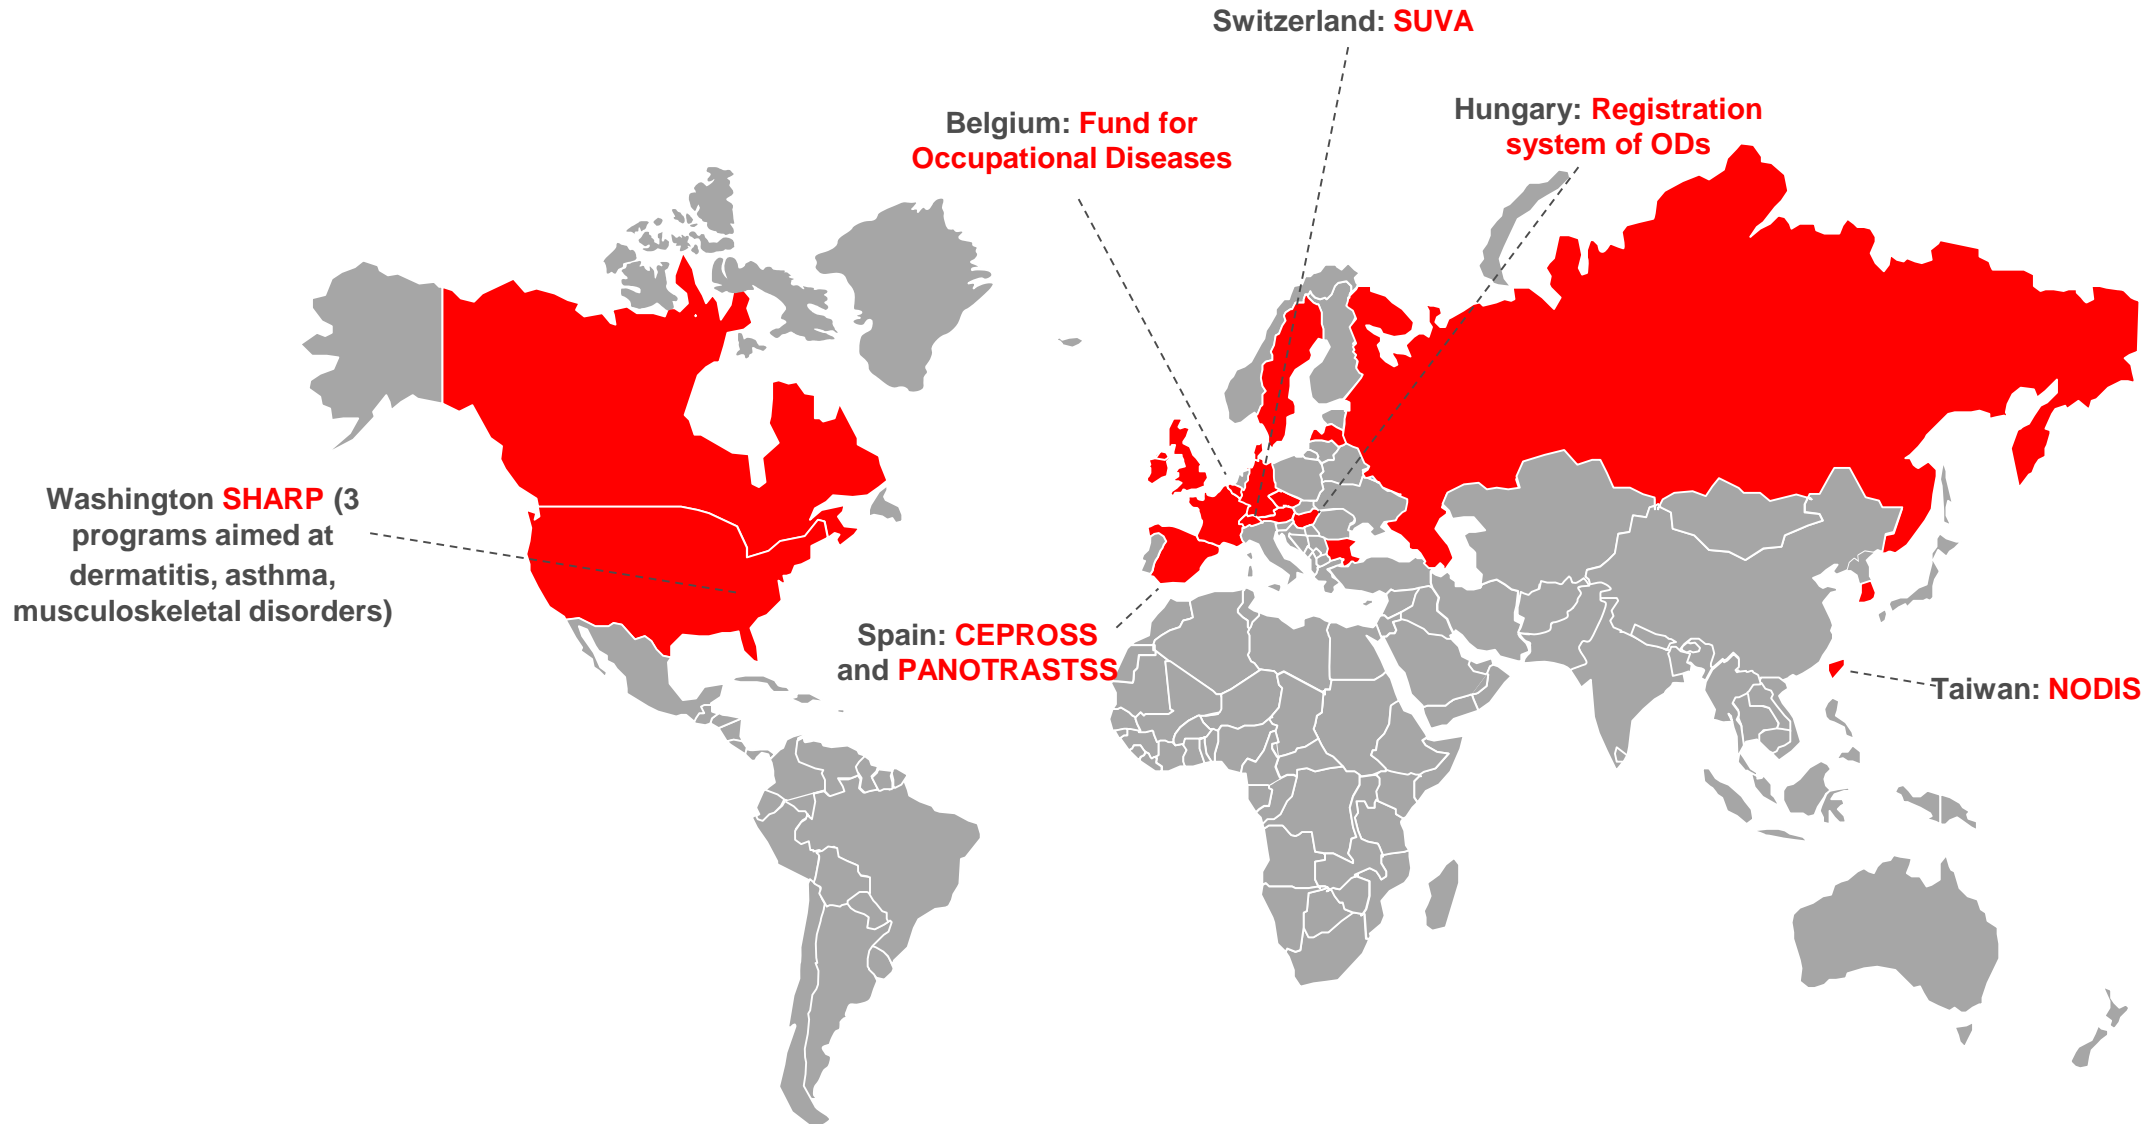 Switzerland: SUVA
Belgium: Fund for
Occupational Diseases
Hungary: Registration
system of ODs
Washington SHARP (3
programs aimed at
dermatitis, asthma,
musculoskeletal disorders)
Spain: CEPROSS
and PANOTRASTSS
Taiwan: NODIS